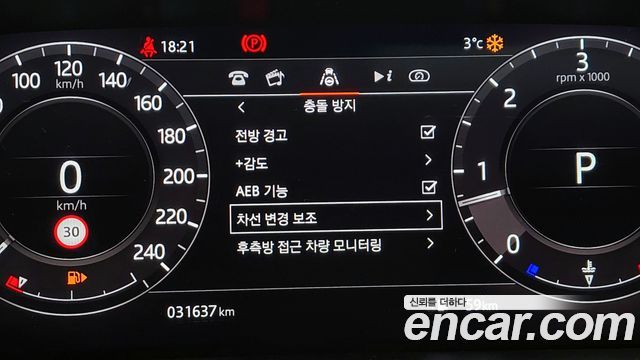 18:21
3°c
100 120 140
km/h
160
180
200
220
240
0
km/h
30
충돌 방지
전방 경고
+감도
AEB 기능
차선 변경 보조
후측방 접근 차량 모니터링
3
rpm x 1000
2
1
0
P
031637 km
신뢰를 더하다
encar.com